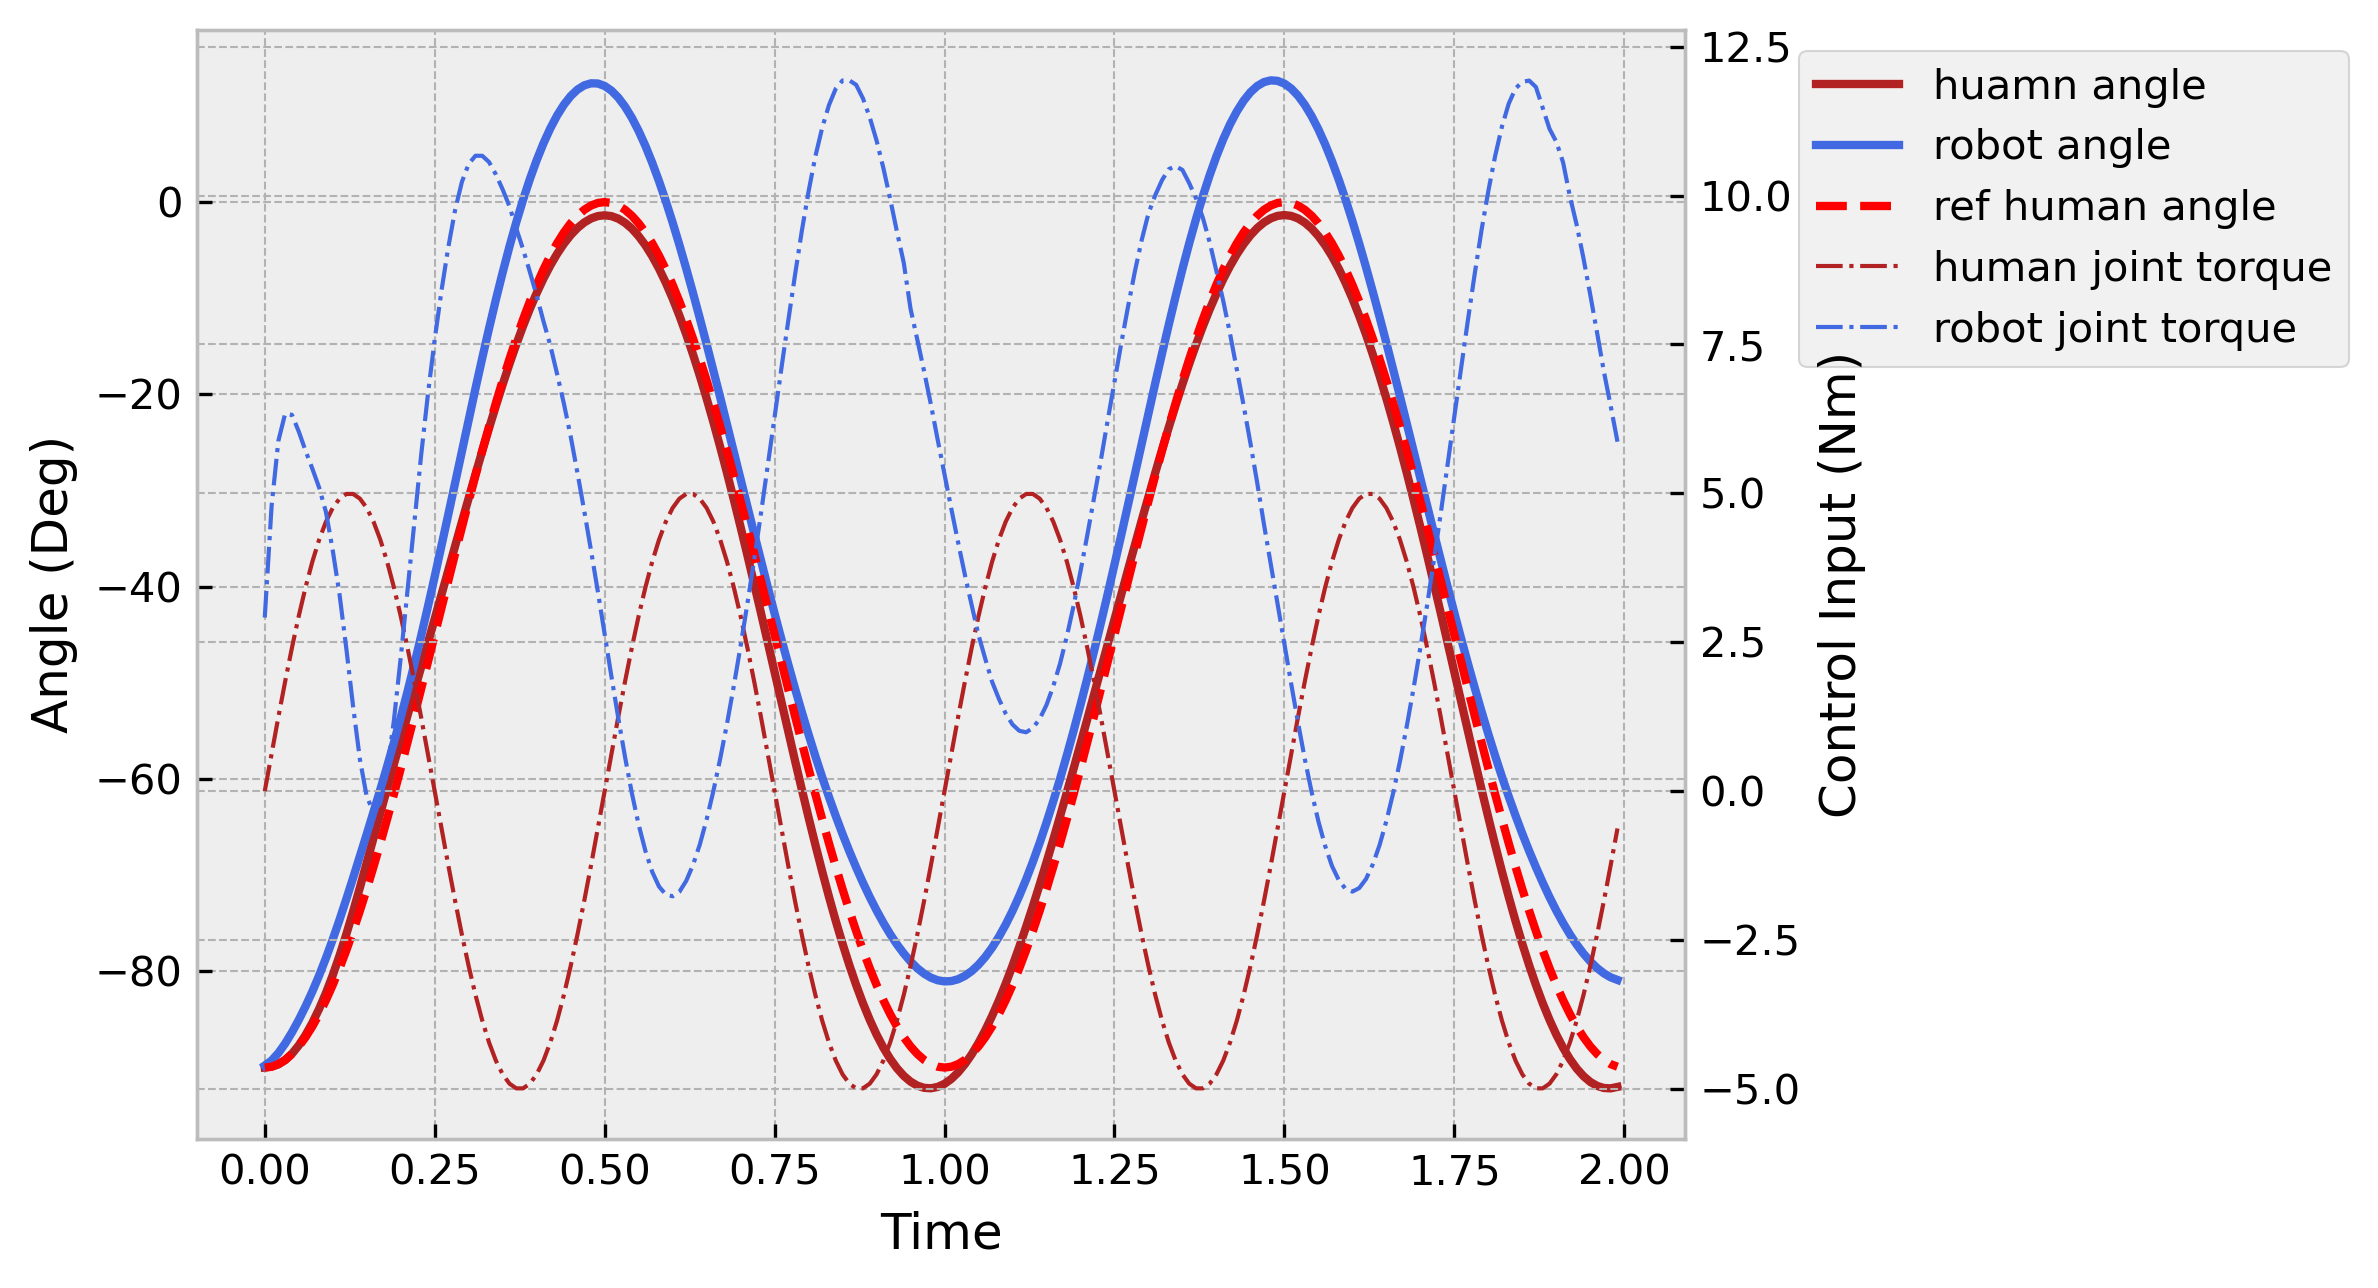 12.5
10.0
7.5
5.0
2.5
0.0
−2.5
−5.0
0
−20
−40
−60
−80
Angle (Deg)
Control Input (Nm)
huamn angle
robot angle
ref human angle
human joint torque
robot joint torque
0.00 0.25 0.50 0.75 1.00 1.25 1.50 1.75 2.00
Time